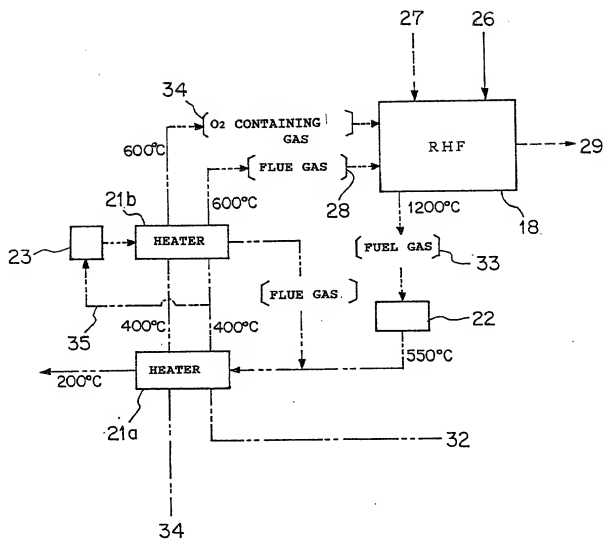 27
26
34
O2 CONTAINING
GAS
RHF
29
600°C
FLUE GAS
28
600°C
1200°C
18
21b
23
HEATER
FUEL GAS
33
FLUE GAS
22
35
400°C
400°C
550°C
HEATER
200°C
21a
32
34